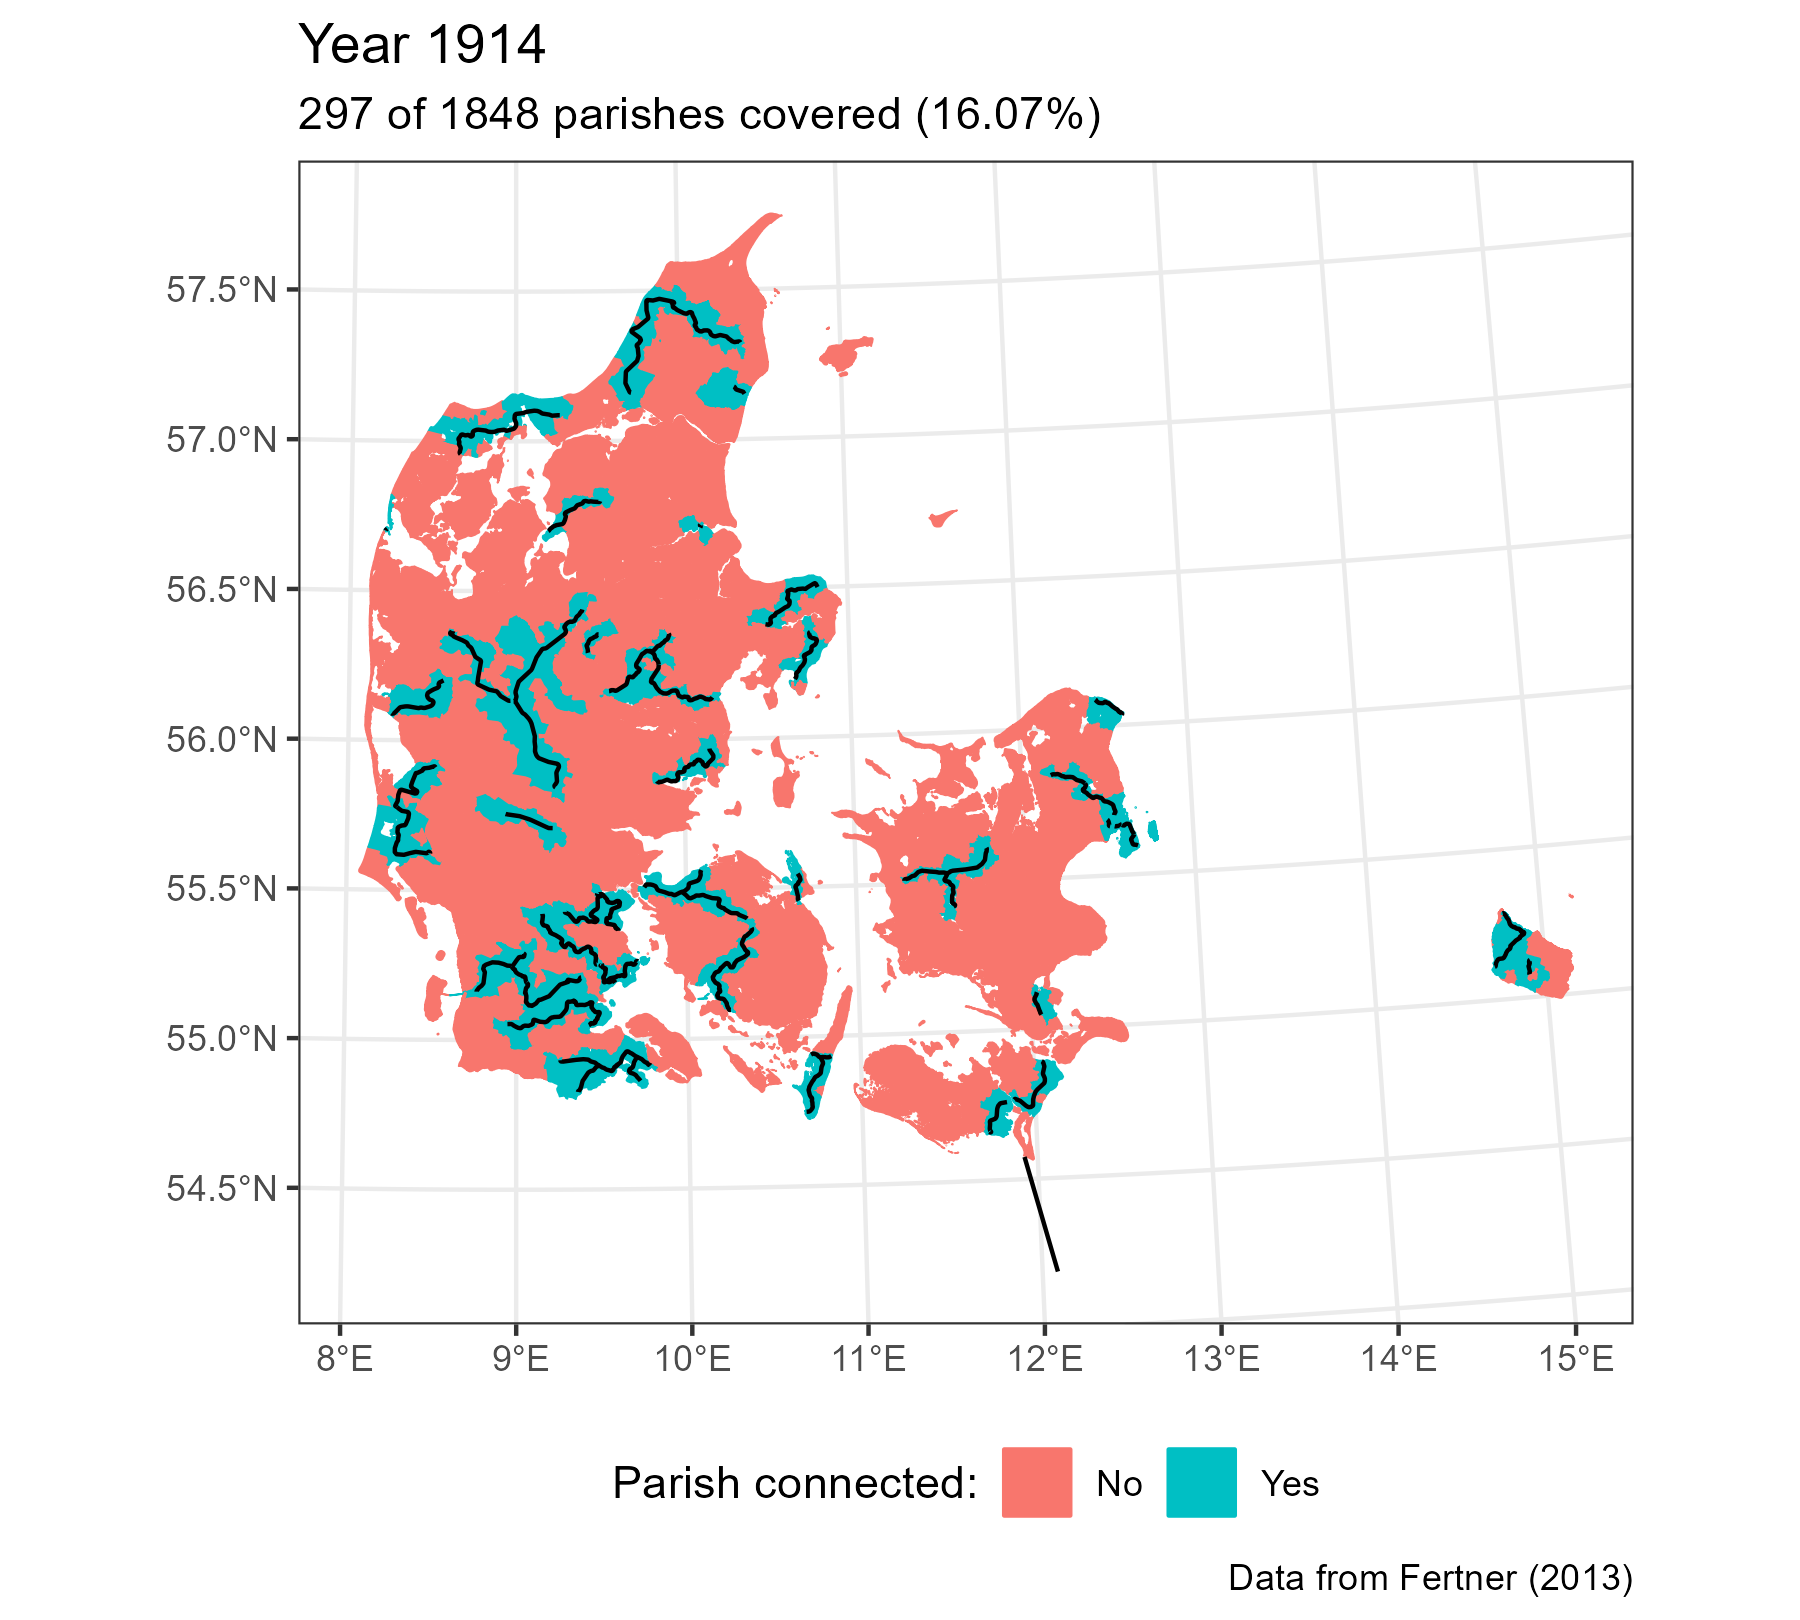 Year 1914
297 of 1848 parishes covered (16.07%)
57.5°N
57.0°N
56.5°N
56.0°N
55.5°N
55.0°N
54.5°N
8°E 9°E 10°E 11°E 12°E 13°E 14°E 15°E
Parish connected: No Yes
Data from Fertner (2013)